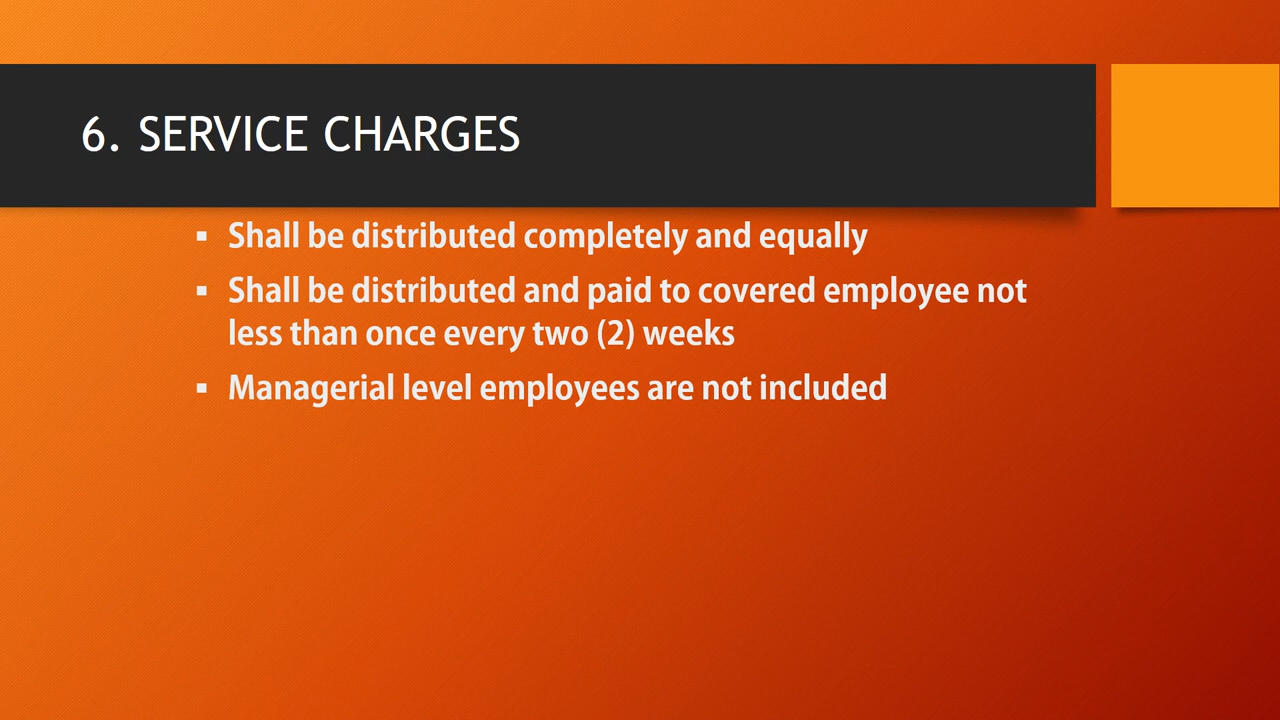 6. SERVICE CHARGES
▪ Shall be distributed completely and equally
▪ Shall be distributed and paid to covered employee not
less than once every two (2) weeks
▪ Managerial level employees are not included